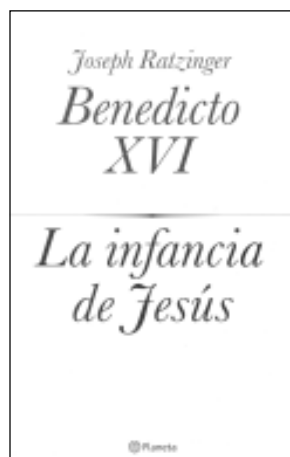 Joseph Ratzinger
Benedicto
XVI
La infancia
de Jesús
Planeta